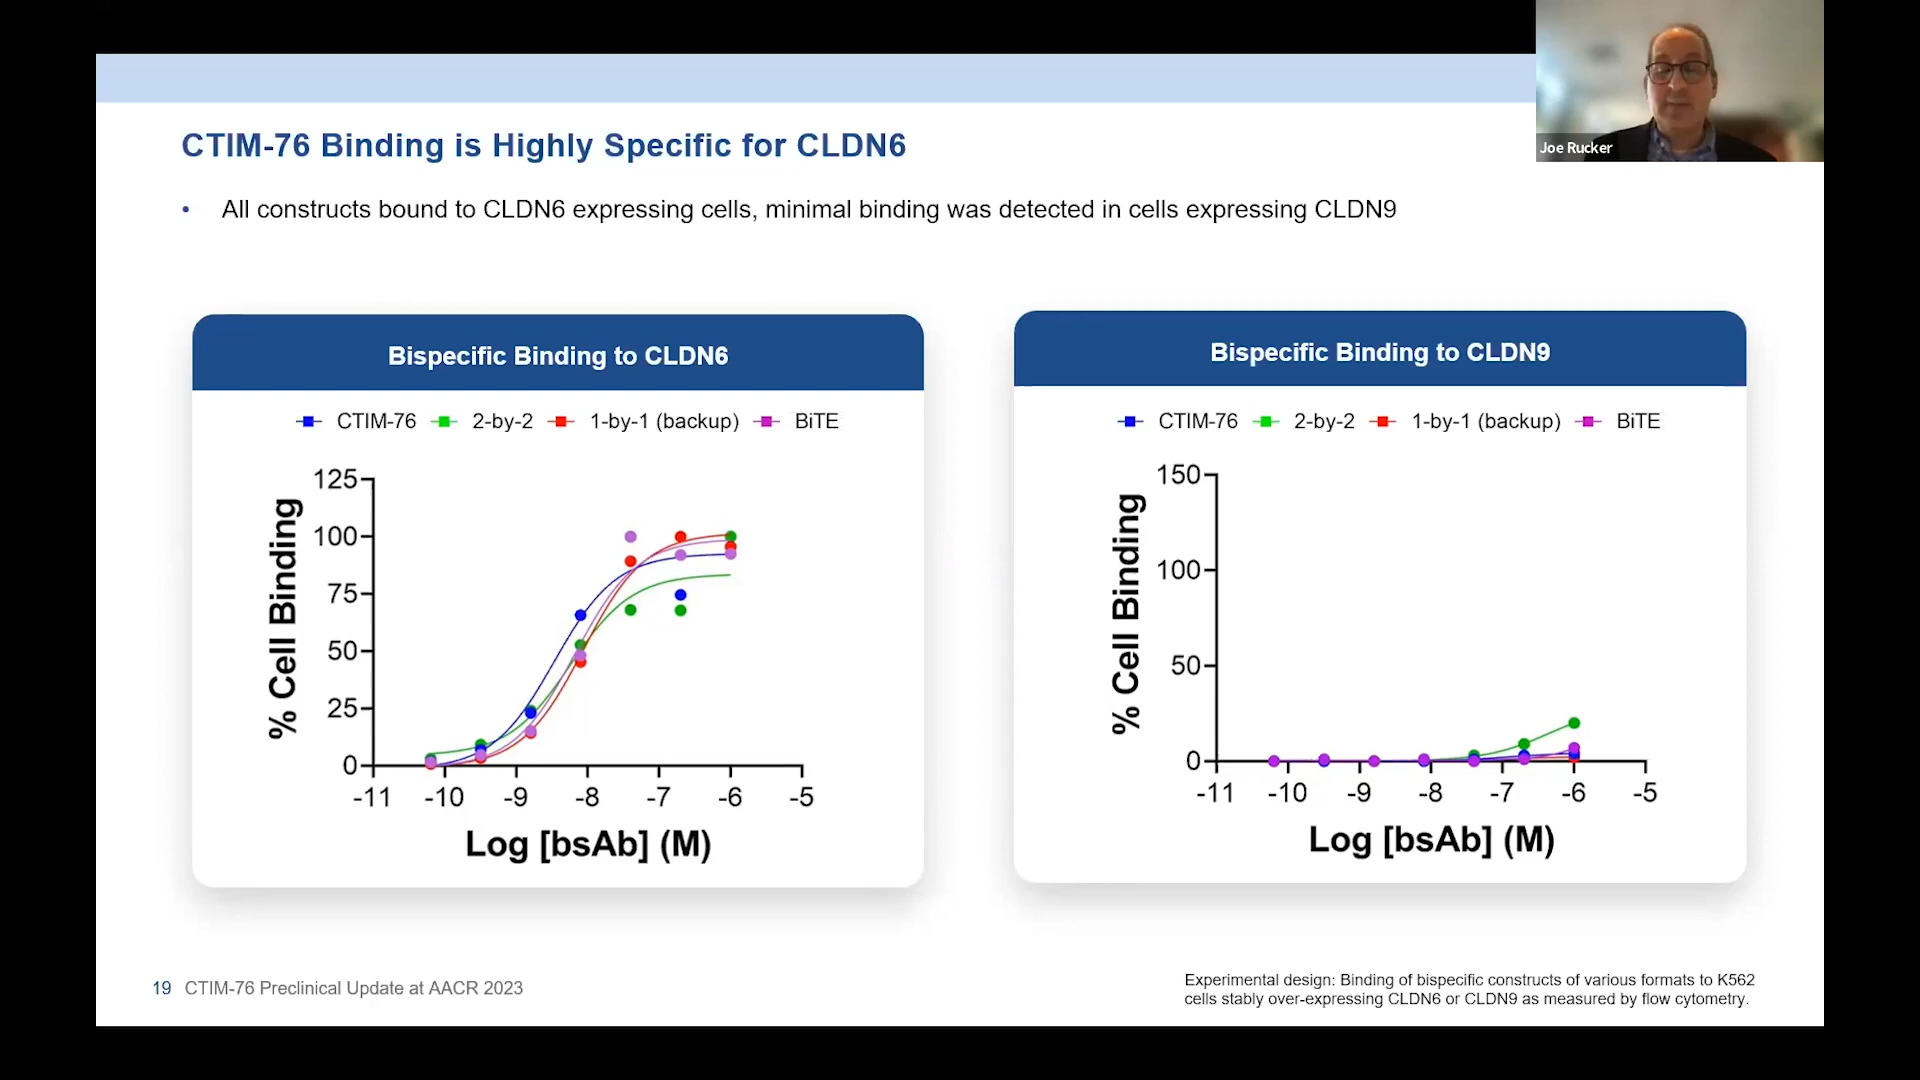 Joe Rucker
CTIM-76 Binding is Highly Specific for CLDN6
• All constructs bound to CLDN6 expressing cells, minimal binding was detected in cells expressing CLDN9
Bispecific Binding to CLDN6
CTIM-76 2-by-2 1-by-1 (backup) BiTE
% Cell Binding
125
100
75
50
25
0
-11 -10 -9 -8 -7 -6 -5
Log [bsAb] (M)
Bispecific Binding to CLDN9
CTIM-76 2-by-2 1-by-1 (backup) BiTE
% Cell Binding
150
100
50
0
-11 -10 -9 -8 -7 -6 -5
Log [bsAb] (M)
19 CTIM-76 Preclinical Update at AACR 2023
Experimental design: Binding of bispecific constructs of various formats to K562
cells stably over-expressing CLDN6 or CLDN9 as measured by flow cytometry.